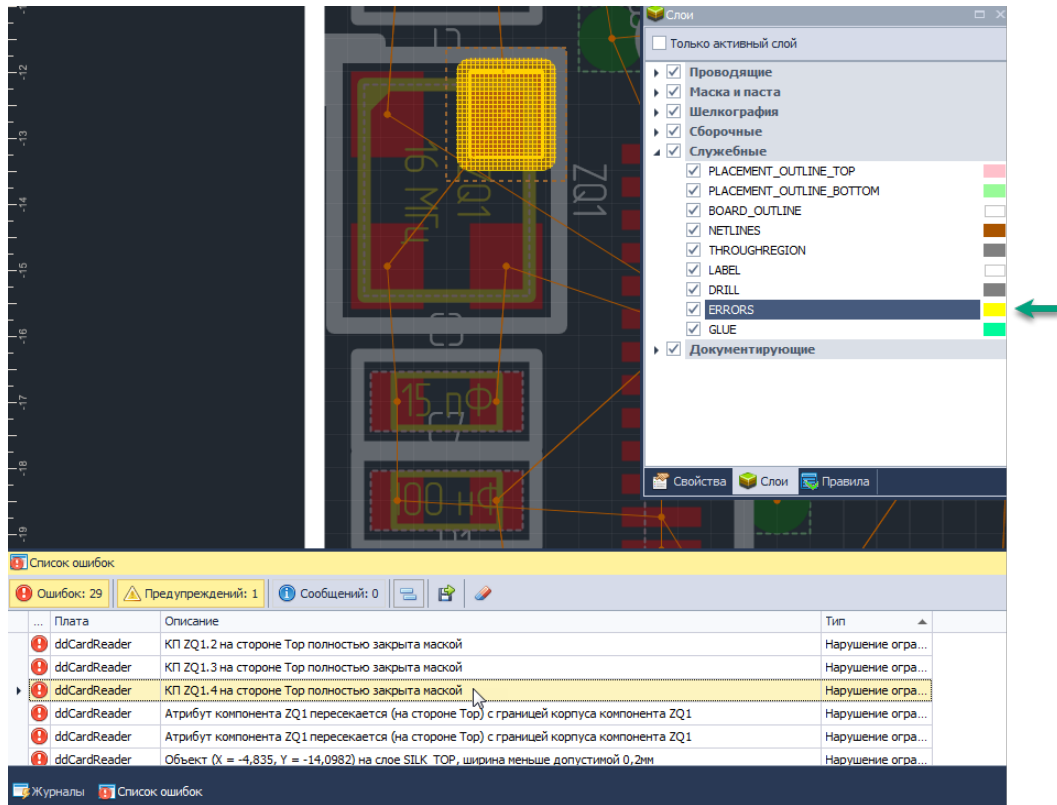 Слои
Только активный слой
Проводящие
Маска и паста
Шелкография
Сборочные
Служебные
PLACEMENT_OUTLINE_TOP
PLACEMENT_OUTLINE_BOTTOM
BOARD_OUTLINE
NETLINES
THROUGHREGION
LABEL
DRILL
ERRORS
GLUE
Документирующие
Свойства Слои Правила
-12
-13
-14
-15
-16
-17
-18
-19
16 МГц
ZQ1
ZQ1
15 пФ
C7
100 нФ
Список ошибок
Ошибок: 29 Предупреждений: 1 Сообщений: 0
... Плата Описание Тип
ddCardReader КП ZQ1.2 на стороне Top полностью закрыта маской Нарушение огра...
ddCardReader КП ZQ1.3 на стороне Top полностью закрыта маской Нарушение огра...
ddCardReader КП ZQ1.4 на стороне Top полностью закрыта маской Нарушение огра...
ddCardReader Атрибут компонента ZQ1 пересекается (на стороне Top) с границей корпуса компонента ZQ1 Нарушение огра...
ddCardReader Атрибут компонента ZQ1 пересекается (на стороне Top) с границей корпуса компонента ZQ1 Нарушение огра...
ddCardReader Объект (X = -4,835, Y = -14,0982) на слое SILK_TOP, ширина меньше допустимой 0,2мм Нарушение огра...
Журналы Список ошибок